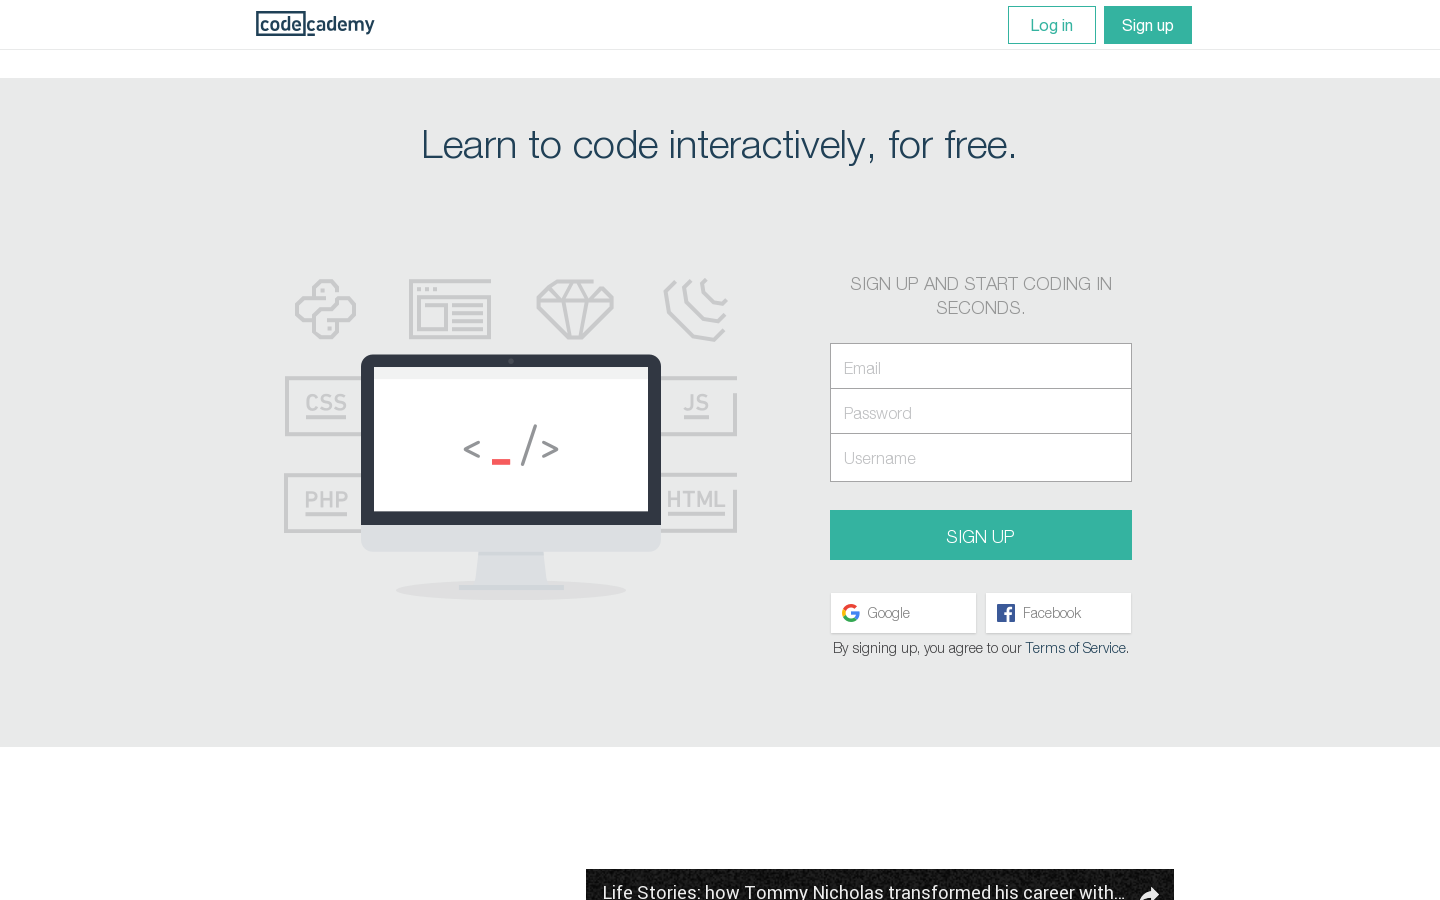 codecademy
Log in
Sign up
Learn to code interactively, for free.
SIGN UP AND START CODING IN
SECONDS.
Email
Password
Username
CSS
JS
< _ />
PHP
HTML
SIGN UP
Google
Facebook
By signing up, you agree to our Terms of Service.
Life Stories: how Tommy Nicholas transformed his career with...